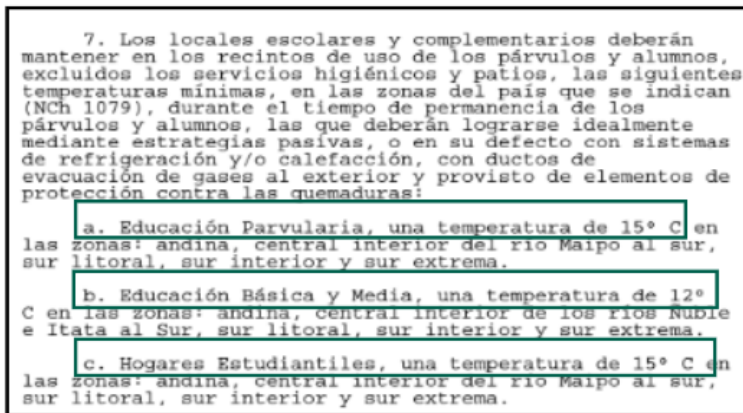 7. Los locales escolares y complementarios deberán
mantener en los recintos de uso de los párvulos y alumnos,
excluidos los servicios higiénicos y patios, las siguientes
temperaturas mínimas, en las zonas del país que se indican
(NCh 1079), durante el tiempo de permanencia de los
párvulos y alumnos, las que deberán lograrse idealmente
mediante estrategias pasivas, o en su defecto con sistemas
de refrigeración y/o calefacción, con ductos de
evacuación de gases al exterior y provisto de elementos de
protección contra las quemaduras:
a. Educación Parvularia, una temperatura de 15° C en
las zonas: andina, central interior del río Maipo al sur,
sur litoral, sur interior y sur extrema.
b. Educación Básica y Media, una temperatura de 12°
C en las zonas: andina, central interior de los ríos Ñuble
e Itata al Sur, sur litoral, sur interior y sur extrema.
c. Hogares Estudiantiles, una temperatura de 15° C en
las zonas: andina, central interior del río Maipo al sur,
sur litoral, sur interior y sur extrema.